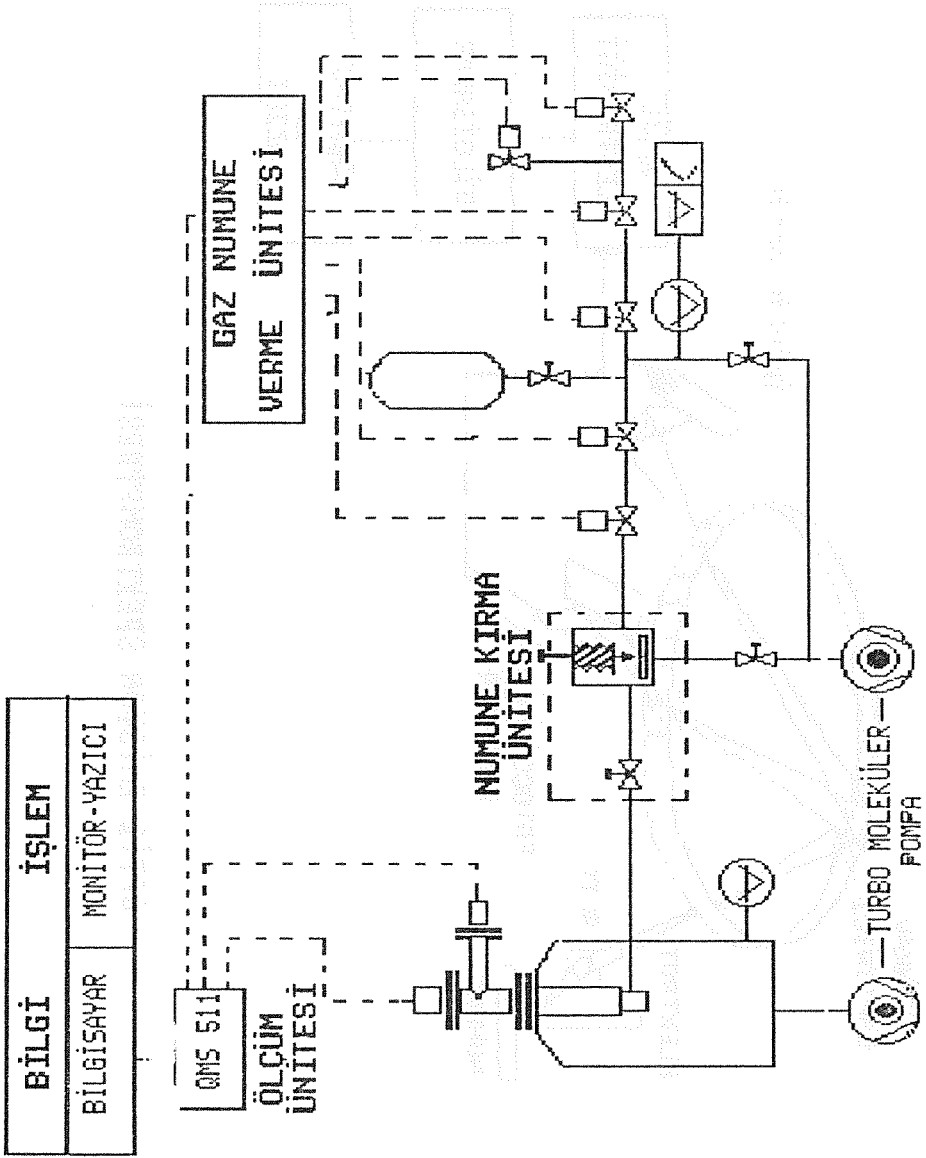 BİLGİ İŞLEM
BİLGİSAYAR
MONİTÖR-YAZICI
QMS 511
ÖLÇÜM
ÜNİTESİ
GAZ NUMUNE
VERME ÜNİTESİ
NUMUNE KIRMA
ÜNİTESİ
TURBO MOLEKÜLER
POMPA